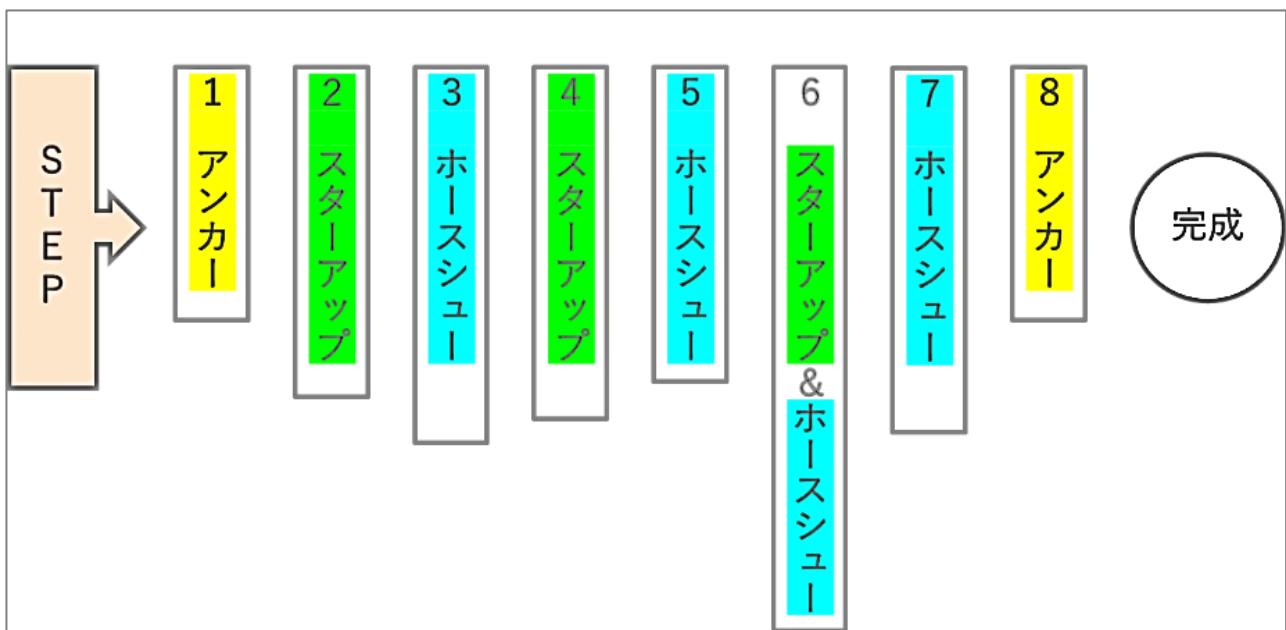 STEP
1 アンカー
2 スターアップ
3 ホースシュー
4 スターアップ
5 ホースシュー
6 スターアップ&ホースシュー
7 ホースシュー
8 アンカー
完成